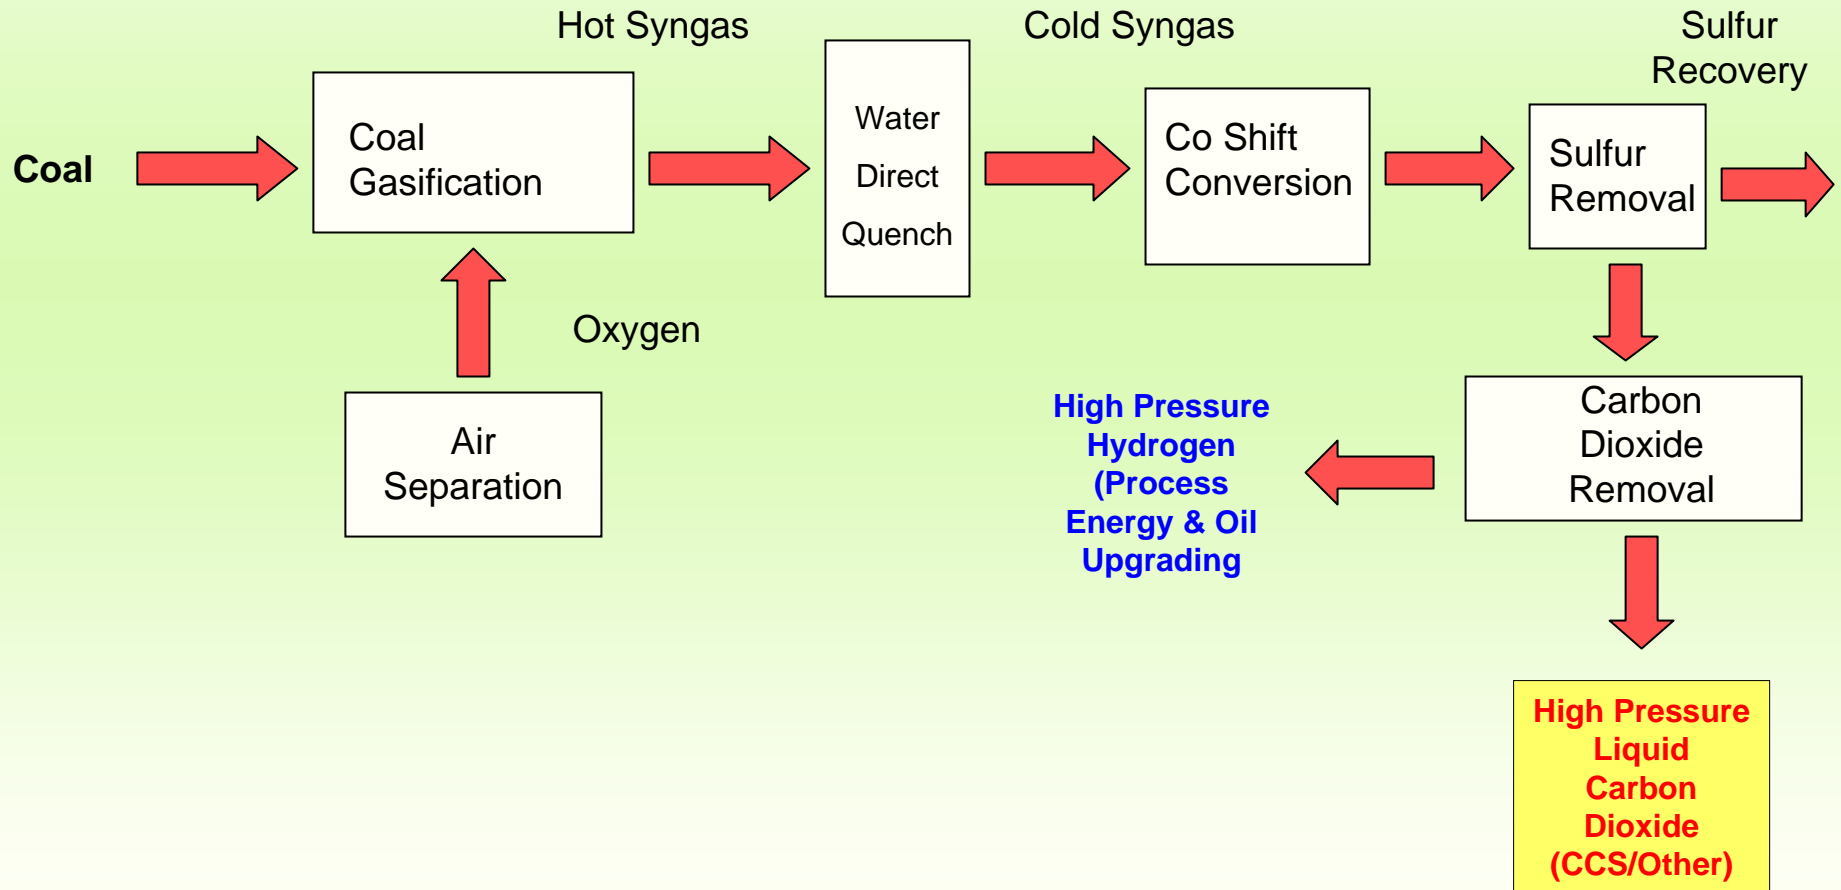 Hot Syngas
Cold Syngas
Sulfur
Recovery
Coal
Coal
Gasification
Water
Direct
Quench
Co Shift
Conversion
Sulfur
Removal
Oxygen
Air
Separation
High Pressure
Hydrogen
(Process
Energy & Oil
Upgrading
Carbon
Dioxide
Removal
High Pressure
Liquid
Carbon
Dioxide
(CCS/Other)